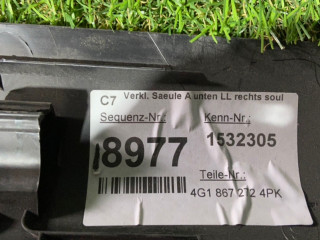 C7 Verkl. Saeule A unten LL rechts soul
Sequenz-Nr.: Kenn-Nr.:
8977 1532305
Teile-Nr.:
4G1 867 272 4PK